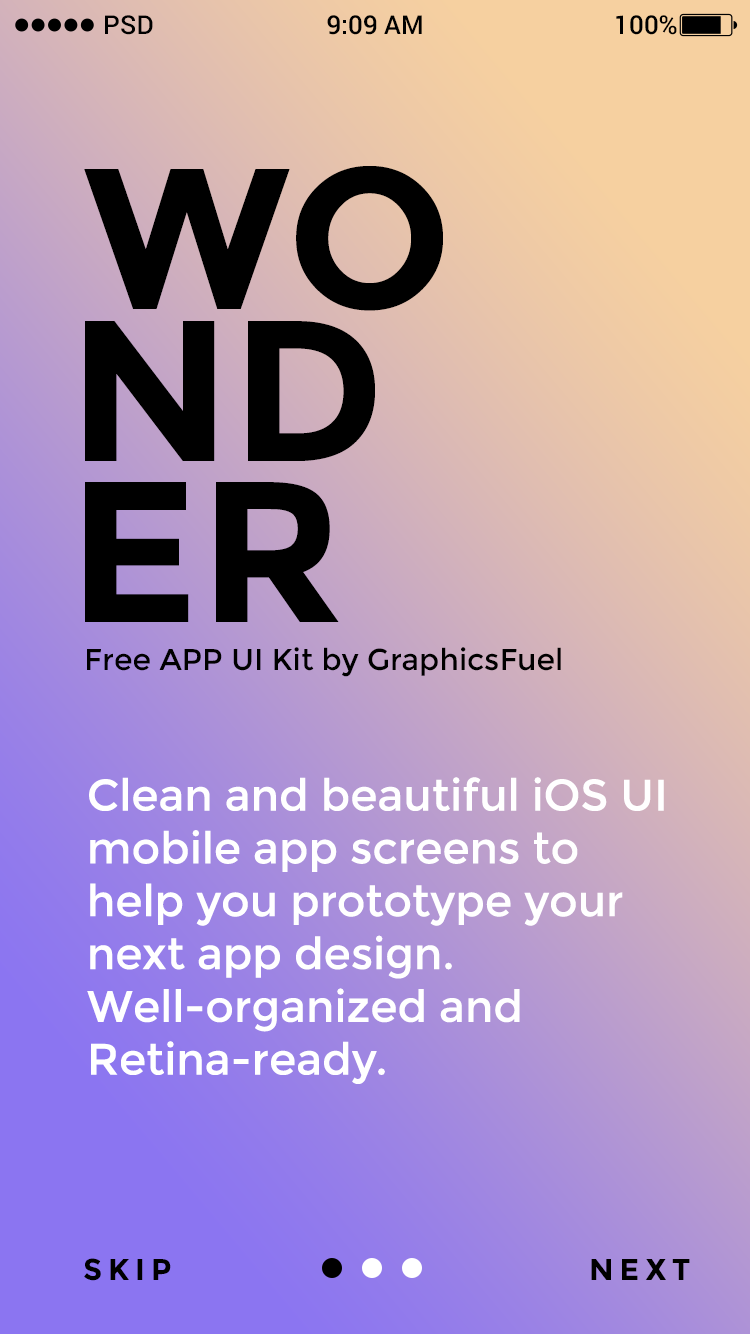 PSD 9:09 AM 100%
WO
ND
ER
Free APP UI Kit by GraphicsFuel
Clean and beautiful iOS UI
mobile app screens to
help you prototype your
next app design.
Well-organized and
Retina-ready.
SKIP NEXT